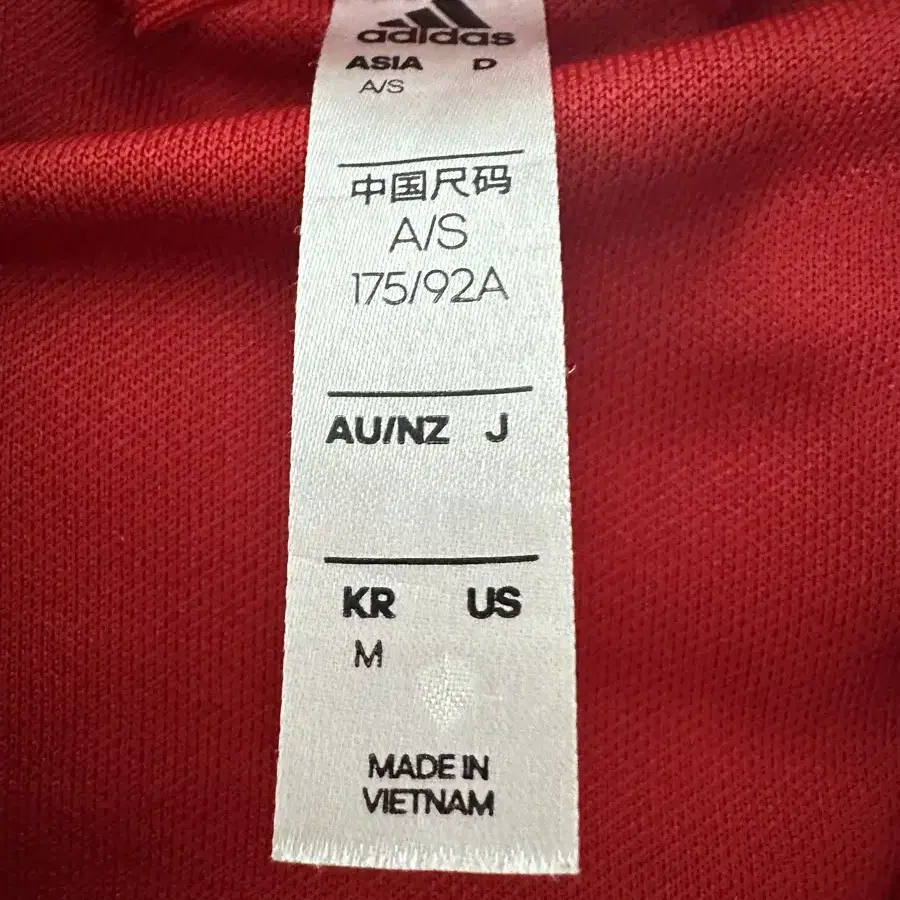 adidas
ASIA D
A/S
中国尺码
A/S
175/92A
AU/NZ J
KR US
M
MADE IN
VIETNAM